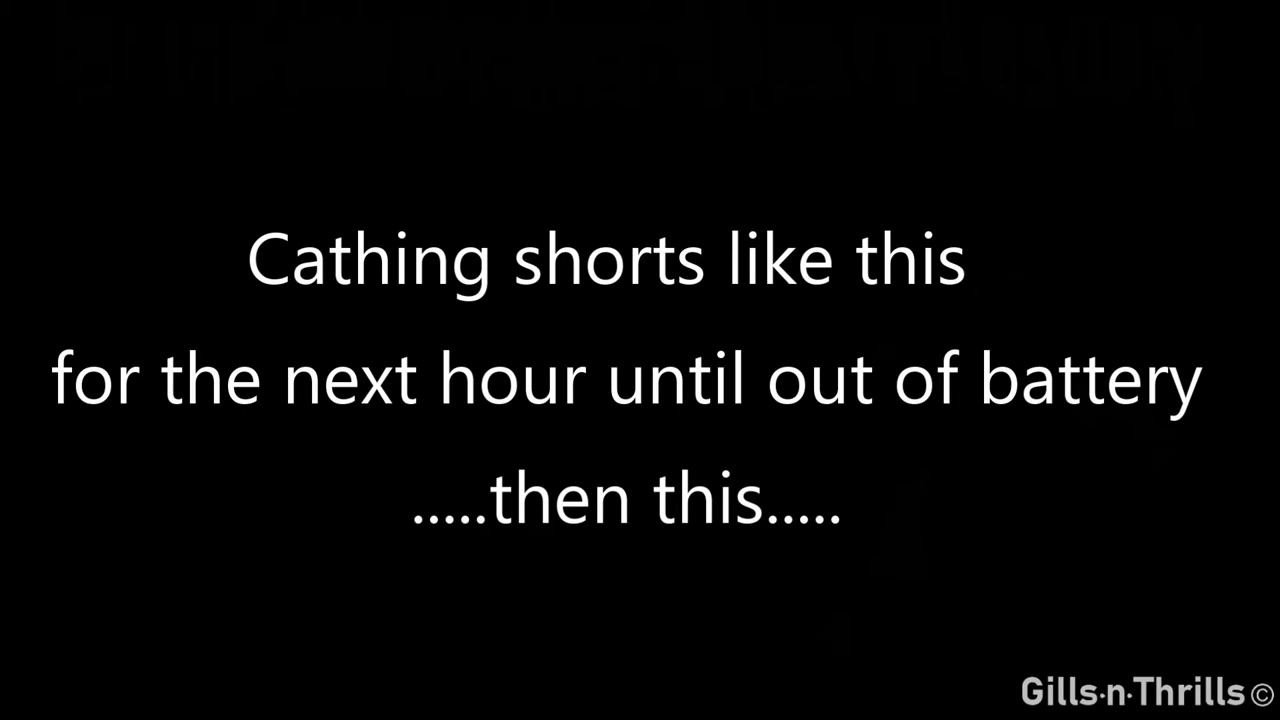 Cathing shorts like this
for the next hour until out of battery
.....then this.....
Gills·n·Thrills©